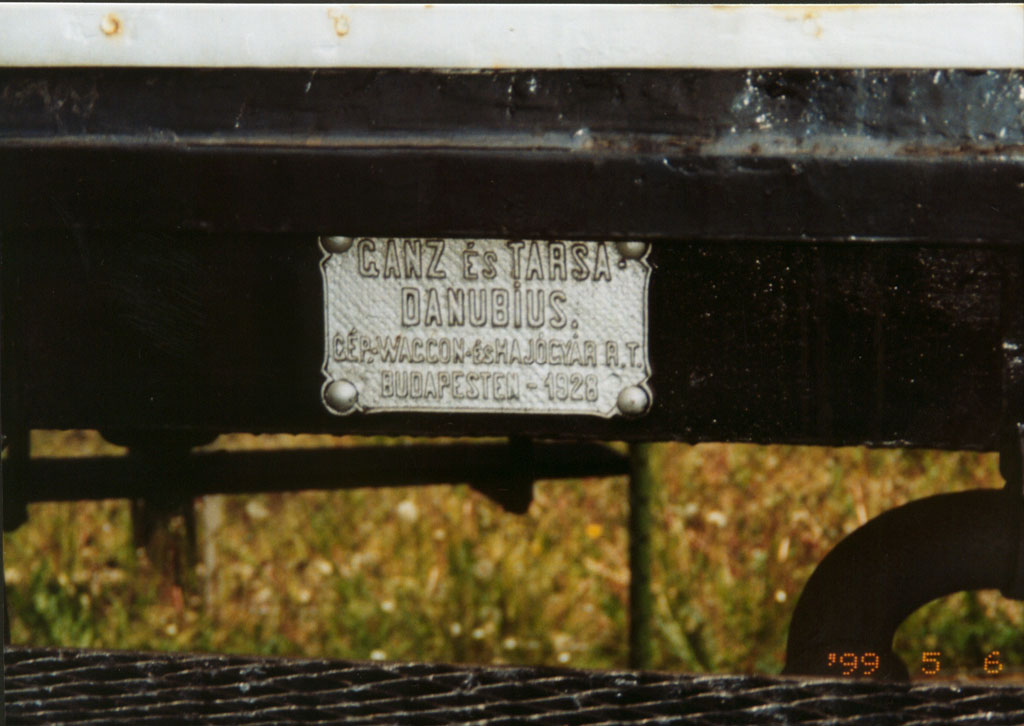 GANZ ÉS TÁRSA-
DANUBIUS.
GÉP-WAGGON-ÉS HAJÓGYÁR R.T.
BUDAPESTEN - 1928
'99 5 6